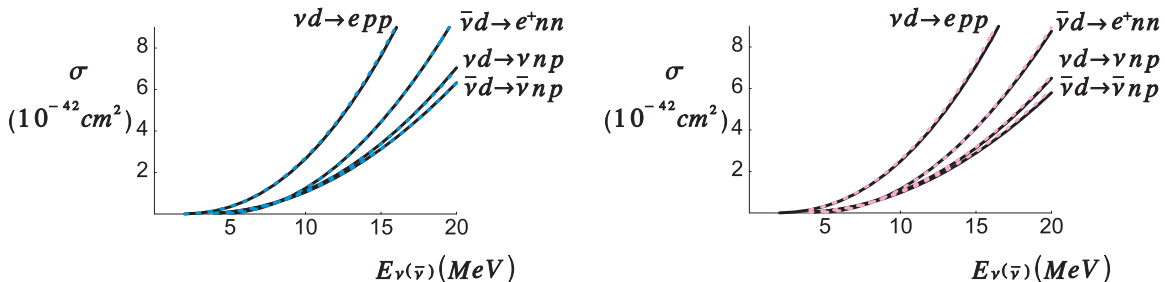 νd→epp
ν̄d→e⁺nn
νd→νnp
ν̄d→ν̄np
σ
(10⁻⁴²cm²)
8
6
4
2
5 10 15 20
E_ν(ν̄)(MeV)
νd→epp
ν̄d→e⁺nn
νd→νnp
ν̄d→ν̄np
σ
(10⁻⁴²cm²)
8
6
4
2
5 10 15 20
E_ν(ν̄)(MeV)